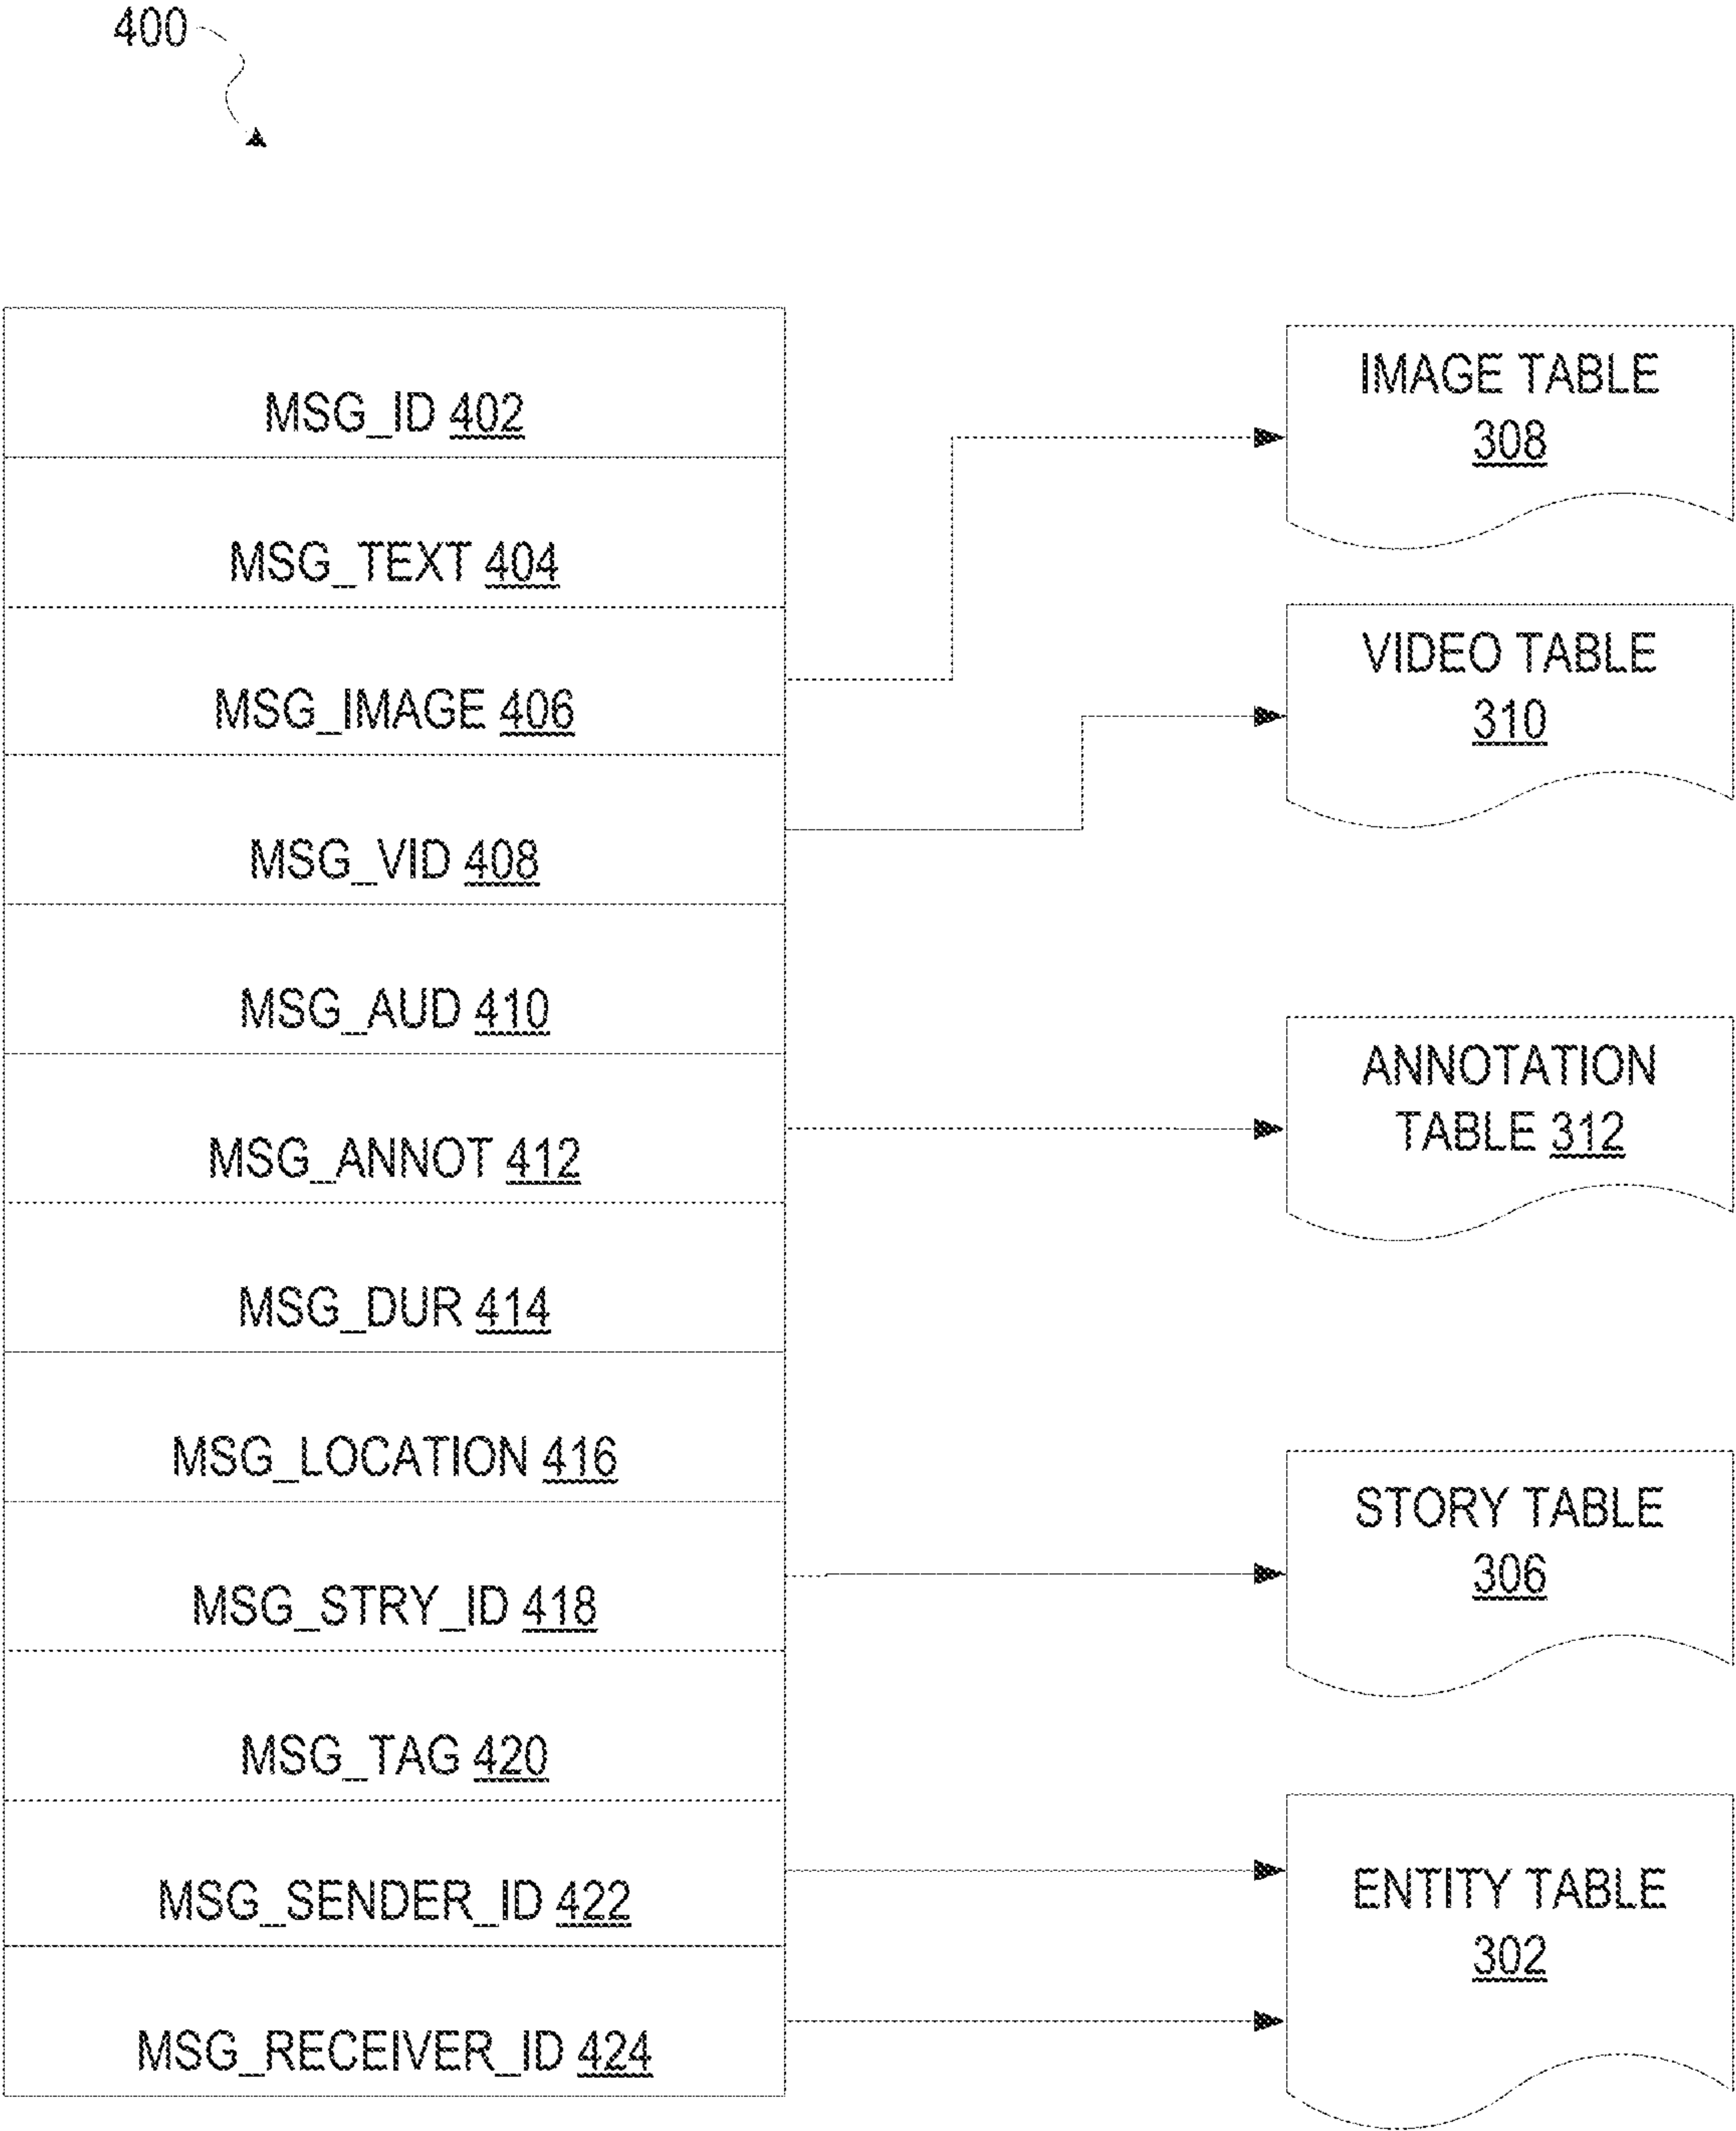 400
MSG_ID 402
MSG_TEXT 404
MSG_IMAGE 406
MSG_VID 408
MSG_AUD 410
MSG_ANNOT 412
MSG_DUR 414
MSG_LOCATION 416
MSG_STRY_ID 418
MSG_TAG 420
MSG_SENDER_ID 422
MSG_RECEIVER_ID 424
IMAGE TABLE
308
VIDEO TABLE
310
ANNOTATION
TABLE 312
STORY TABLE
306
ENTITY TABLE
302